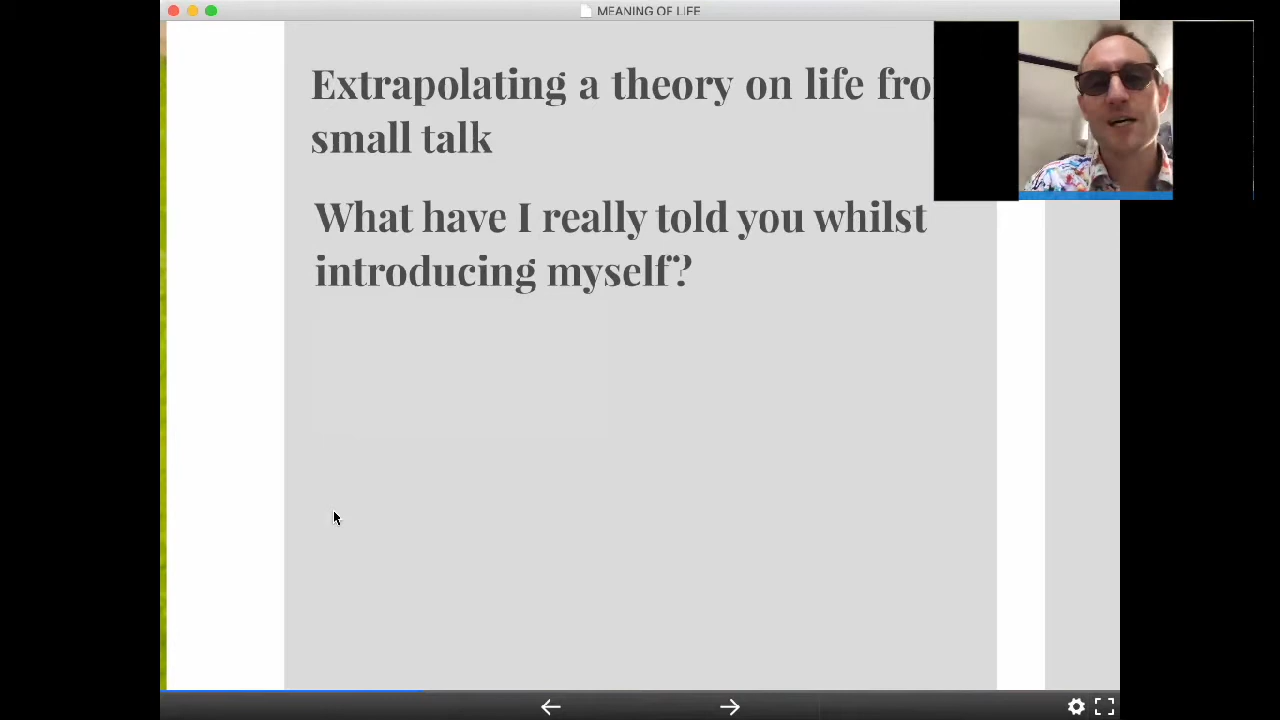 MEANING OF LIFE
Extrapolating a theory on life fro
small talk
What have I really told you whilst
introducing myself?